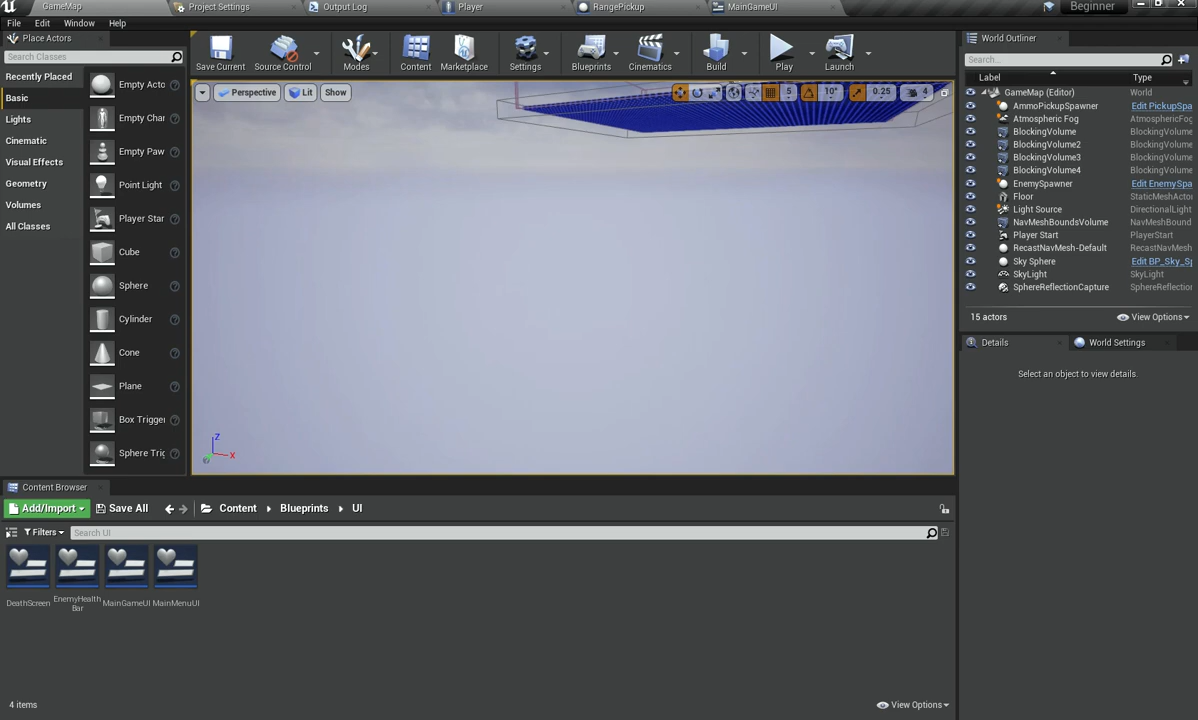 GameMap
Project Settings
Output Log
Player
RangePickup
MainGameUI
Beginner
File Edit Window Help
Place Actors
Search Classes
Recently Placed
Basic
Lights
Cinematic
Visual Effects
Geometry
Volumes
All Classes
Empty Acto
Empty Char
Empty Paw
Point Light
Player Star
Cube
Sphere
Cylinder
Cone
Plane
Box Trigger
Sphere Trig
Save Current
Source Control
Modes
Content
Marketplace
Settings
Blueprints
Cinematics
Build
Play
Launch
Perspective
Lit
Show
5
10°
0.25
4
Z
X
World Outliner
Search...
Label Type
GameMap (Editor) World
AmmoPickupSpawner Edit PickupSpa
Atmospheric Fog AtmosphericFog
BlockingVolume BlockingVolume
BlockingVolume2 BlockingVolume
BlockingVolume3 BlockingVolume
BlockingVolume4 BlockingVolume
EnemySpawner Edit EnemySpa
Floor StaticMeshActo
Light Source DirectionalLight
NavMeshBoundsVolume NavMeshBound
Player Start PlayerStart
RecastNavMesh-Default RecastNavMesh
Sky Sphere Edit BP_Sky_Sp
SkyLight SkyLight
SphereReflectionCapture SphereReflection
15 actors
View Options
Details
World Settings
Select an object to view details.
Content Browser
Add/Import
Save All
Content Blueprints UI
Filters
Search UI
DeathScreen
EnemyHealth
Bar
MainGameUI
MainMenuUI
4 items
View Options